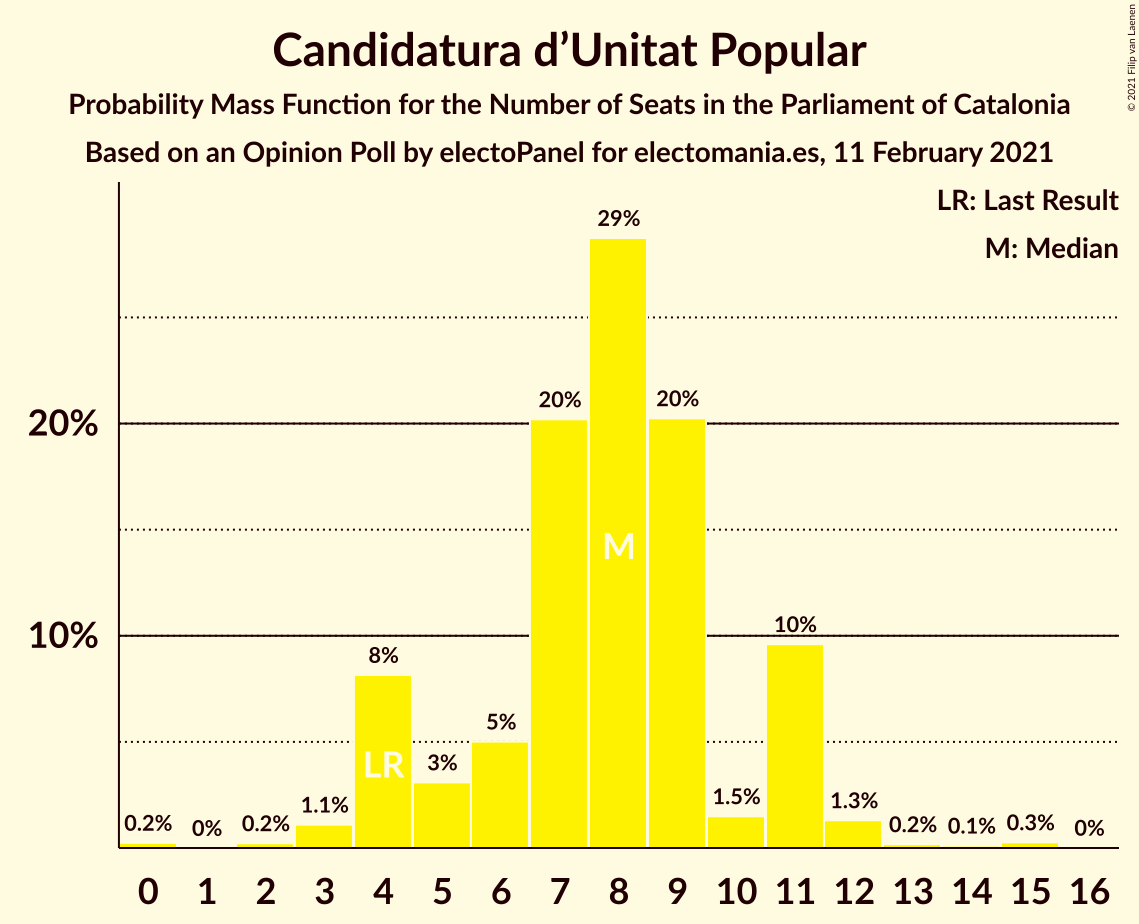 Candidatura d’Unitat Popular
Probability Mass Function for the Number of Seats in the Parliament of Catalonia
Based on an Opinion Poll by electoPanel for electomania.es, 11 February 2021
© 2021 Filip van Laenen
LR: Last Result
M: Median
29%
20% 20%
20%
M
10%
10%
8%
5%
LR
3%
1.1% 1.5% 1.3%
0.2% 0% 0.2% 0.2% 0.1% 0.3% 0%
0 1 2 3 4 5 6 7 8 9 10 11 12 13 14 15 16